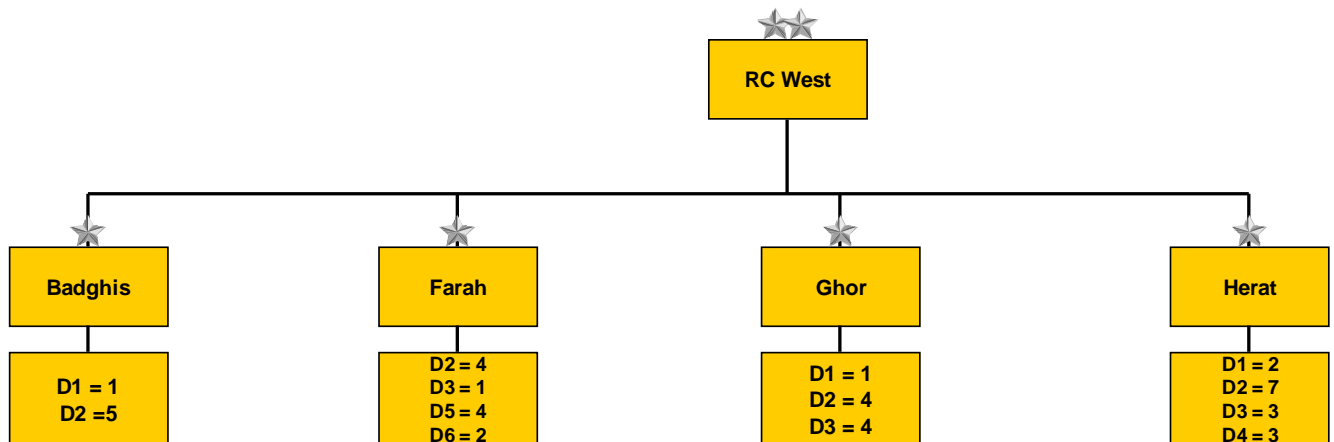 RC West
Badghis
Farah
Ghor
Herat
D1 = 1
D2 =5
D2 = 4
D3 = 1
D5 = 4
D6 = 2
D1 = 1
D2 = 4
D3 = 4
D1 = 2
D2 = 7
D3 = 3
D4 = 3